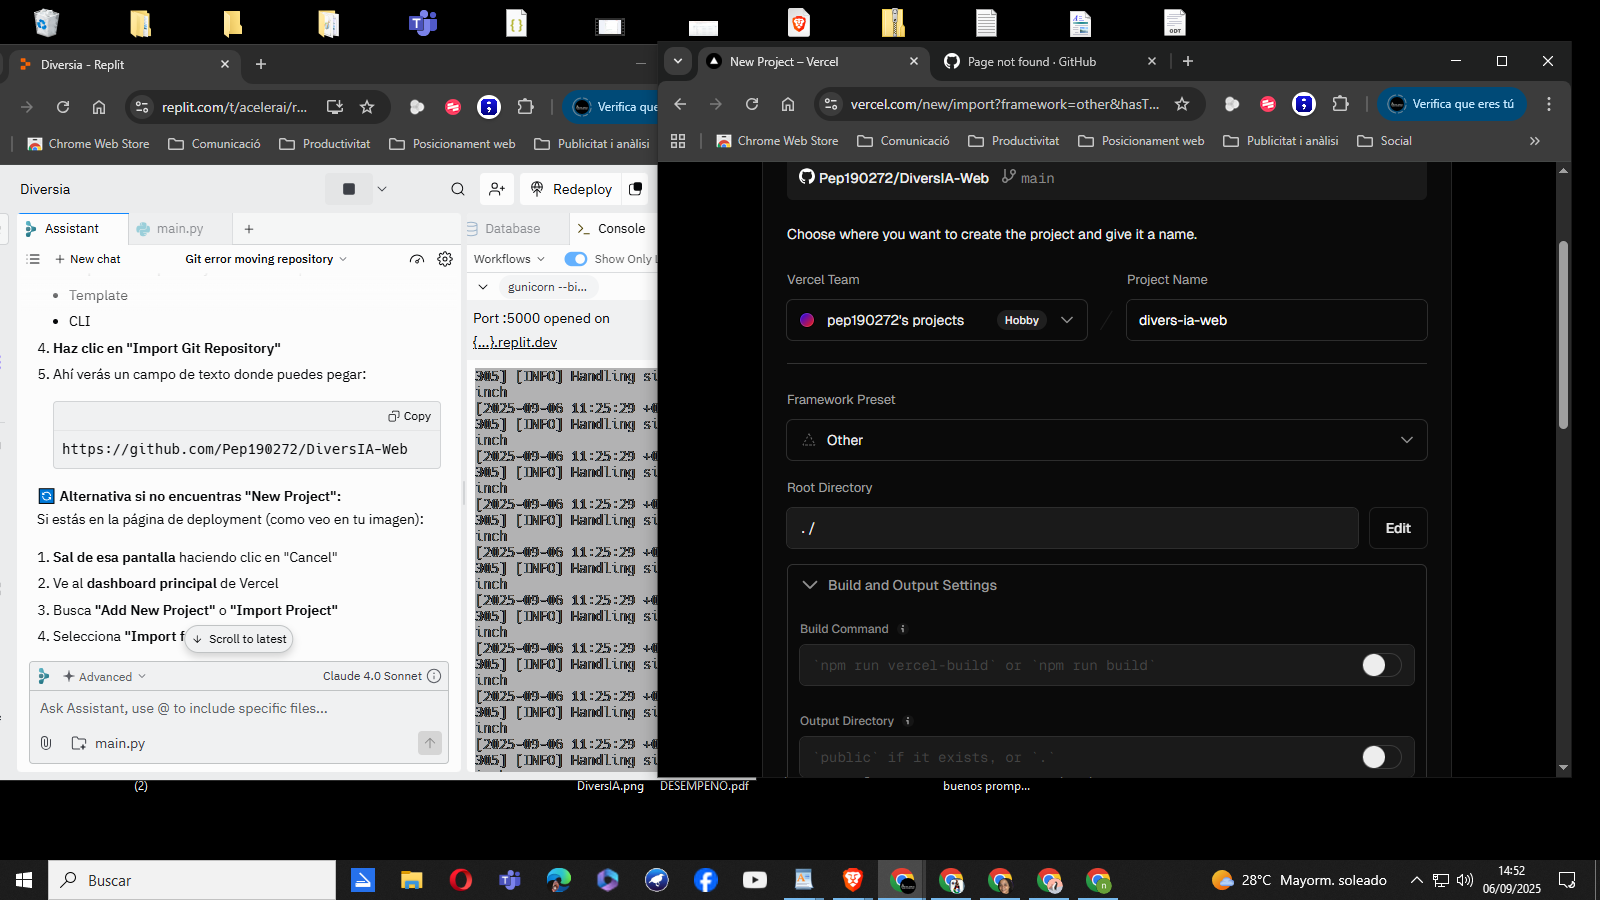 Diversia - Replit
replit.com/t/acelerai/r...
Verifica que
Chrome Web Store
Comunicació
Productivitat
Posicionament web
Publicitat i anàlisi
Diversia
Redeploy
Assistant
main.py
Database
Console
New chat
Git error moving repository
Workflows
Show Only L
gunicorn --bi...
Port :5000 opened on
{...}.replit.dev
• Template
• CLI
4. Haz clic en "Import Git Repository"
5. Ahí verás un campo de texto donde puedes pegar:
Copy
https://github.com/Pep190272/DiversIA-Web
Alternativa si no encuentras "New Project":
Si estás en la página de deployment (como veo en tu imagen):
1. Sal de esa pantalla haciendo clic en "Cancel"
2. Ve al dashboard principal de Vercel
3. Busca "Add New Project" o "Import Project"
4. Selecciona "Import f
Scroll to latest
Advanced
Claude 4.0 Sonnet
Ask Assistant, use @ to include specific files...
main.py
305] [INFO] Handling si
inch
[2025-09-06 11:25:29 +0
305] [INFO] Handling si
inch
[2025-09-06 11:25:29 +0
305] [INFO] Handling si
inch
[2025-09-06 11:25:29 +0
305] [INFO] Handling si
inch
[2025-09-06 11:25:29 +0
305] [INFO] Handling si
inch
[2025-09-06 11:25:29 +0
305] [INFO] Handling si
inch
[2025-09-06 11:25:29 +0
305] [INFO] Handling si
inch
[2025-09-06 11:25:29 +0
305] [INFO] Handling si
inch
[2025-09-06 11:25:29 +0
305] [INFO] Handling si
New Project – Vercel
Page not found · GitHub
vercel.com/new/import?framework=other&hasT...
Verifica que eres tú
Chrome Web Store
Comunicació
Productivitat
Posicionament web
Publicitat i anàlisi
Social
Pep190272/DiversIA-Web
main
Choose where you want to create the project and give it a name.
Vercel Team
Project Name
pep190272's projects
Hobby
divers-ia-web
Framework Preset
Other
Root Directory
./
Edit
Build and Output Settings
Build Command
`npm run vercel-build` or `npm run build`
Output Directory
`public` if it exists, or `.`
(2)
DiversIA.png
DESEMPEÑO.pdf
buenos promp...
Buscar
28°C Mayorm. soleado
14:52
06/09/2025